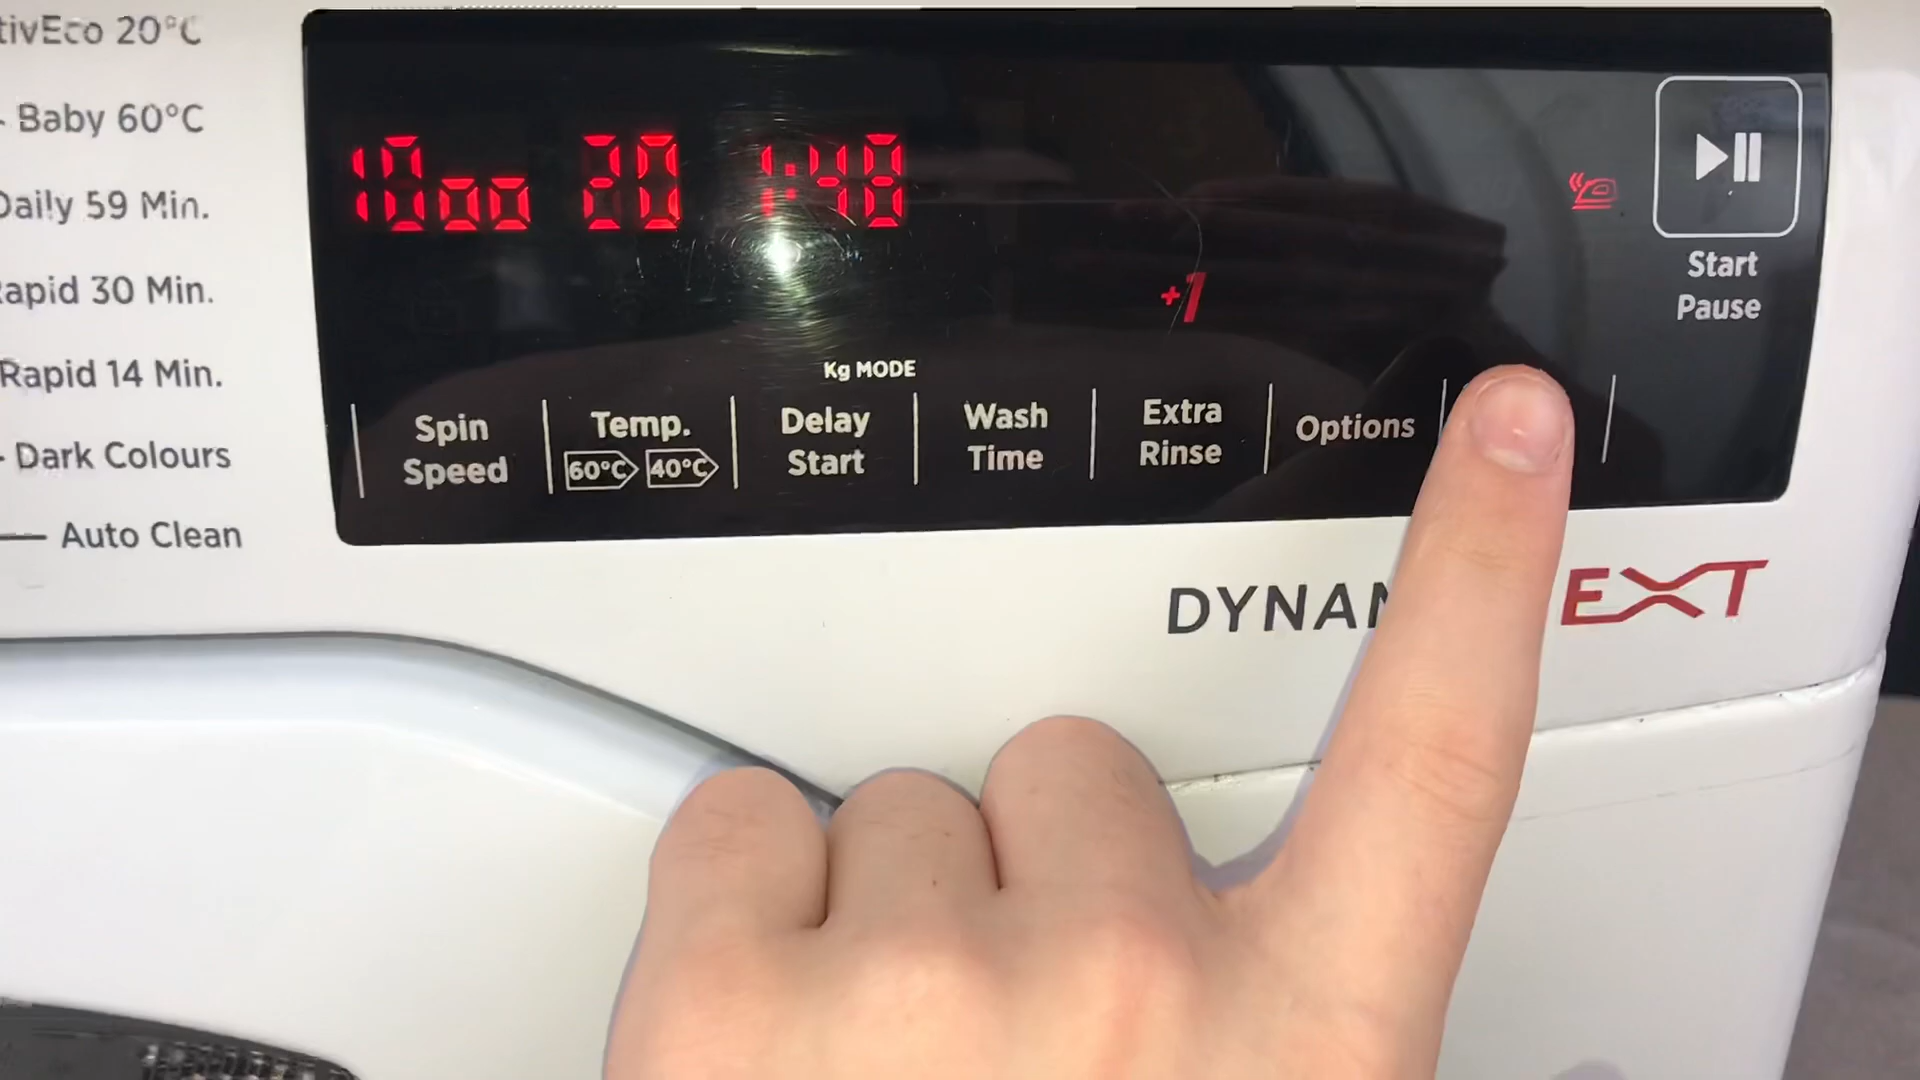 tivEco 20°C
Baby 60°C
Daily 59 Min.
Rapid 30 Min.
Rapid 14 Min.
Dark Colours
Auto Clean
1000 20 1:48
+1
Start
Pause
Kg MODE
Spin
Speed
Temp.
60°C 40°C
Delay
Start
Wash
Time
Extra
Rinse
Options
DYNAM EXT